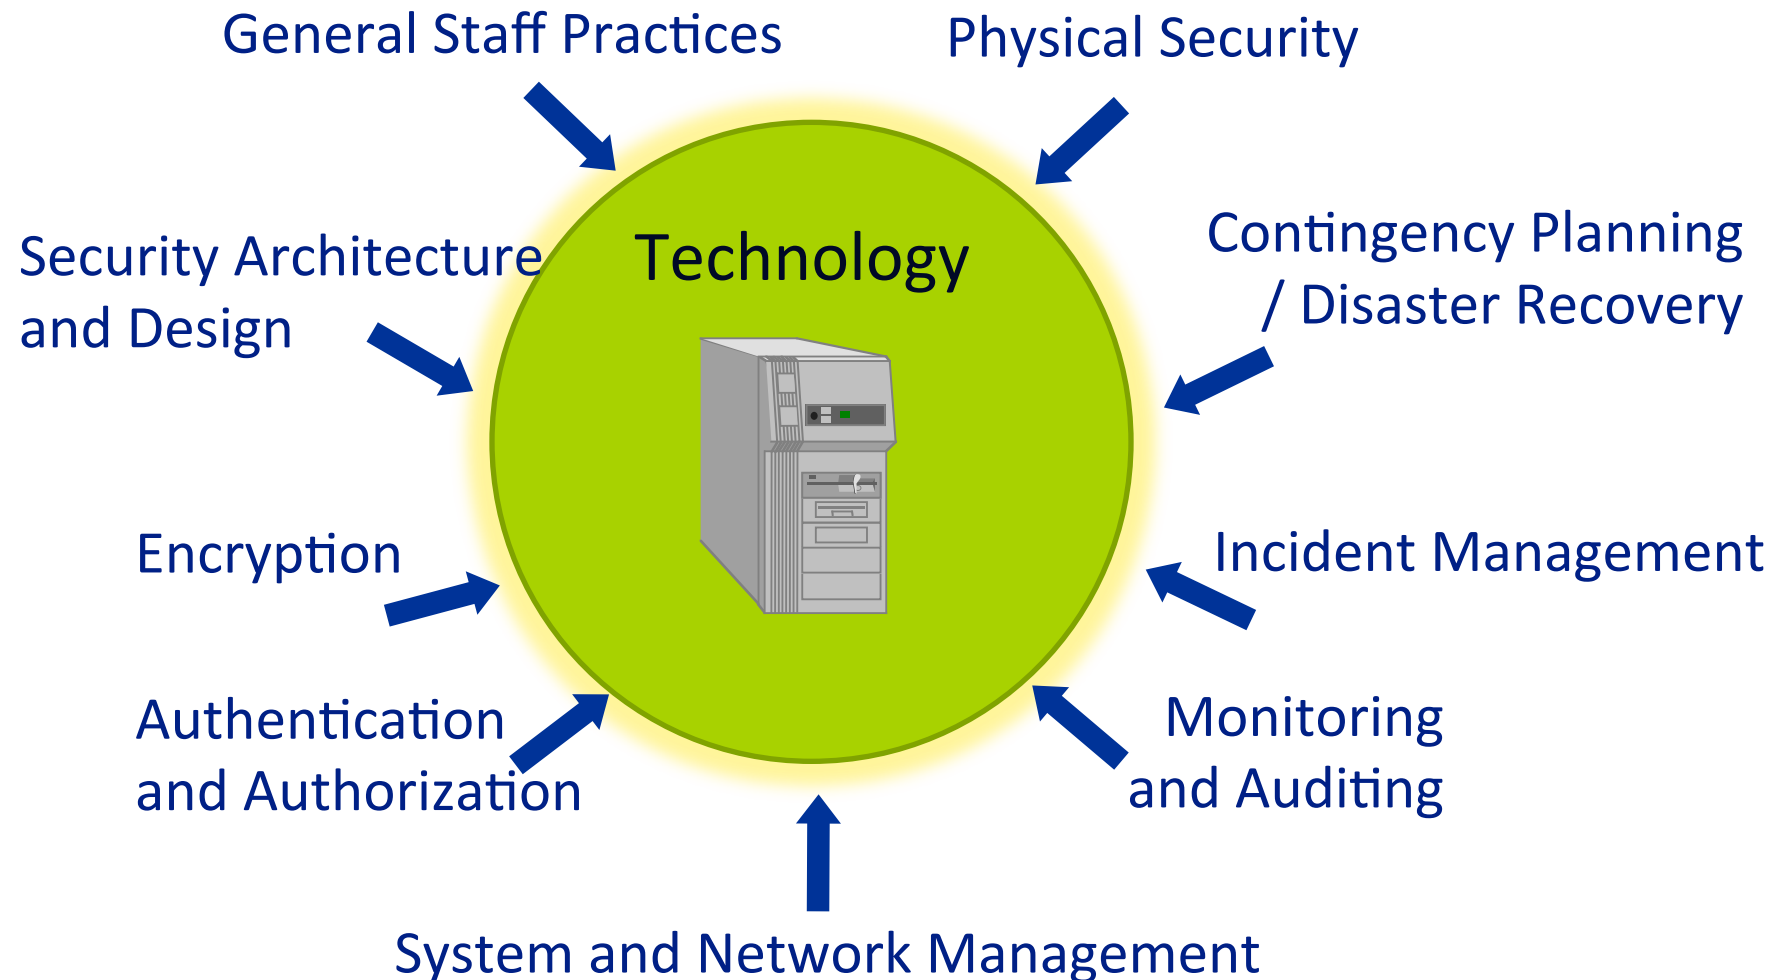 General Staff Practices
Physical Security
Technology
Security Architecture
and Design
Contingency Planning
/ Disaster Recovery
Encryption
Incident Management
Authentication
and Authorization
Monitoring
and Auditing
System and Network Management